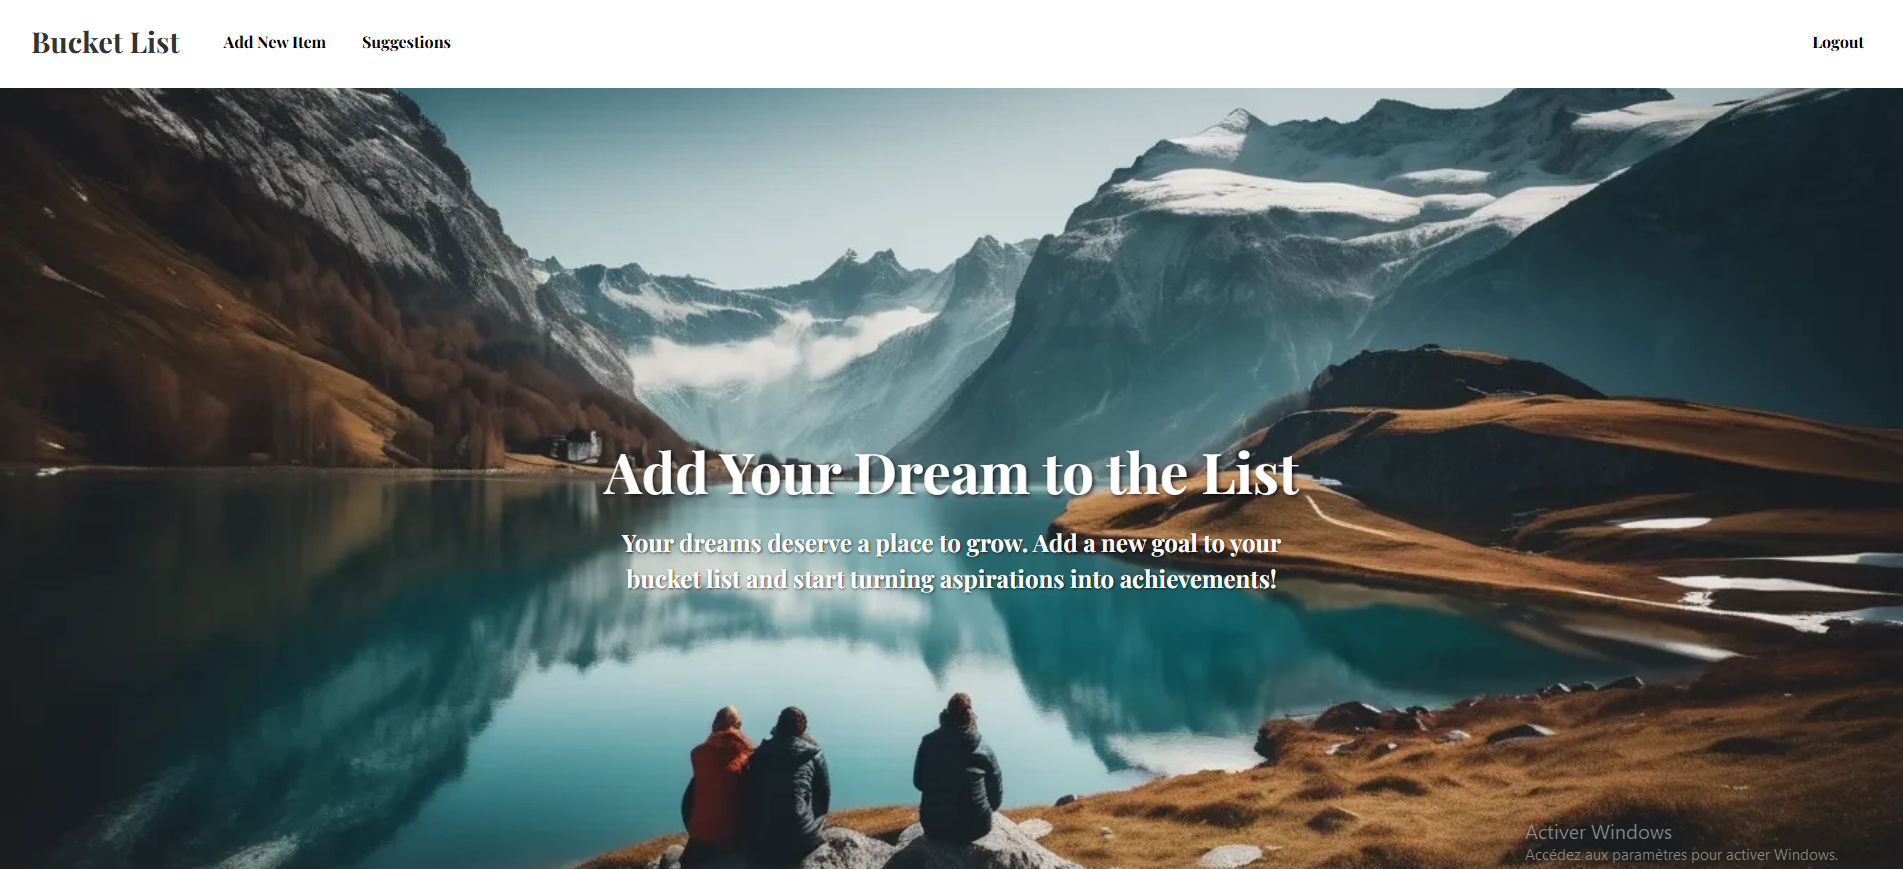 Bucket List
Add New Item
Suggestions
Logout
Add Your Dream to the List
Your dreams deserve a place to grow. Add a new goal to your
bucket list and start turning aspirations into achievements!
Activer Windows
Accédez aux paramètres pour activer Windows.